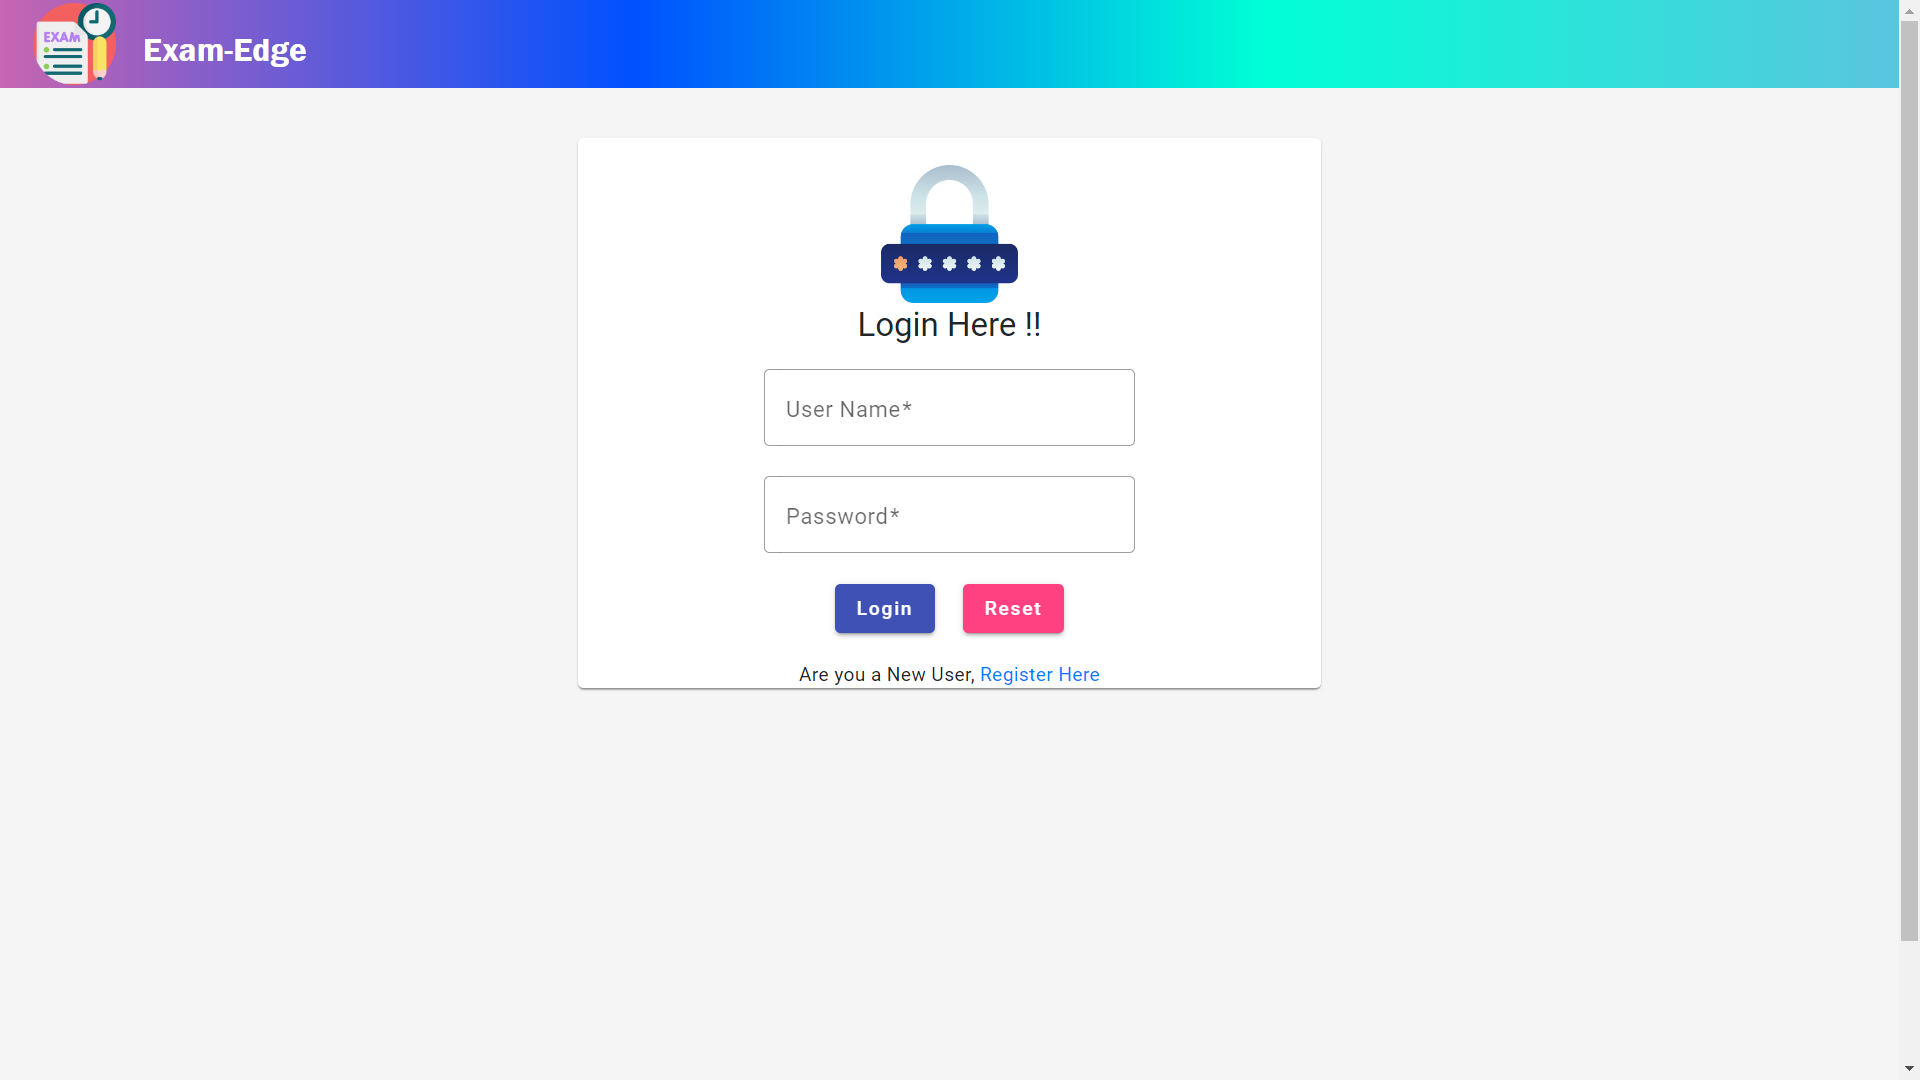 EXAM
Exam-Edge
*****
Login Here !!
User Name*
Password*
Login Reset
Are you a New User, Register Here